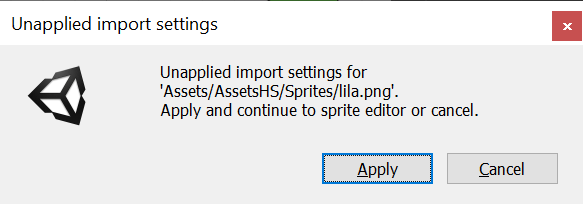 Unapplied import settings
Unapplied import settings for
'Assets/AssetsHS/Sprites/lila.png'.
Apply and continue to sprite editor or cancel.
Apply
Cancel